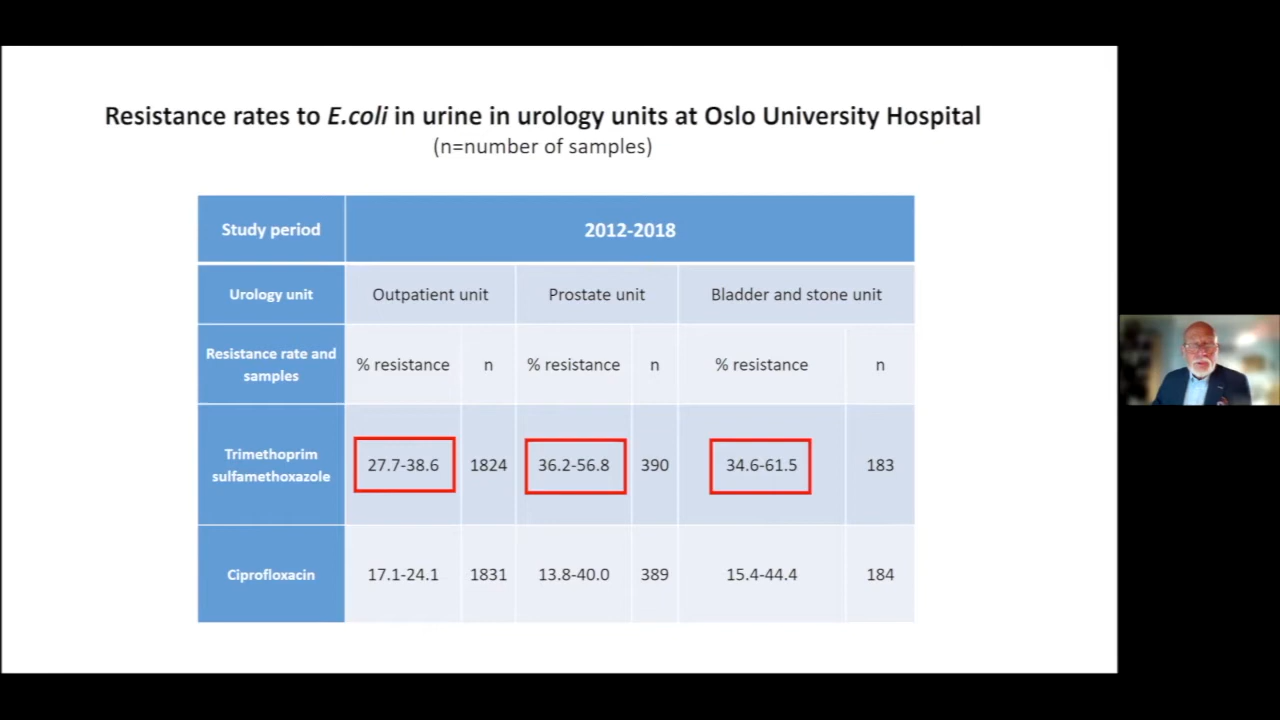 Resistance rates to E.coli in urine in urology units at Oslo University Hospital
(n=number of samples)
Study period
2012-2018
Urology unit
Outpatient unit
Prostate unit
Bladder and stone unit
Resistance rate and
samples
% resistance
n
% resistance
n
% resistance
n
Trimethoprim
sulfamethoxazole
27.7-38.6
1824
36.2-56.8
390
34.6-61.5
183
Ciprofloxacin
17.1-24.1
1831
13.8-40.0
389
15.4-44.4
184